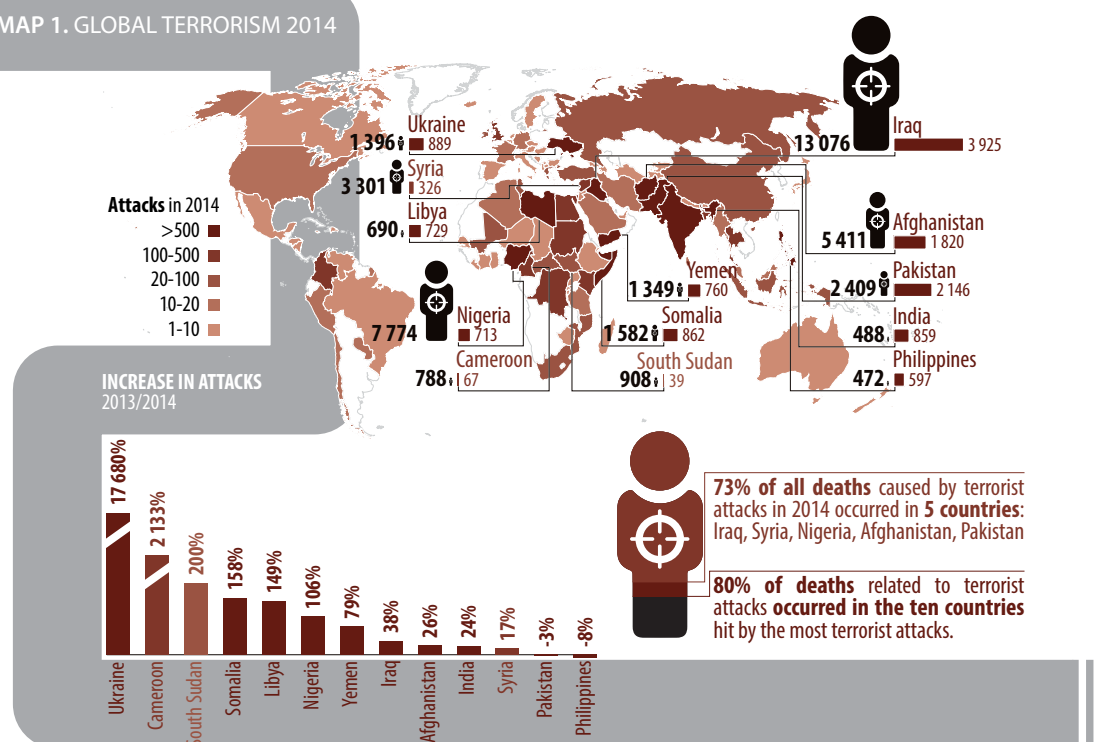 MAP 1. GLOBAL TERRORISM 2014
Ukraine
1 396 889
Syria
3 301 326
Libya
690 729
Attacks in 2014
>500
100-500
20-100
10-20
1-10
Nigeria
7 774 713
Cameroon
788 67
Iraq
13 076 3 925
Afghanistan
5 411 1 820
Yemen
1 349 760
Pakistan
2 409 2 146
Somalia
1 582 862
India
488 859
South Sudan
908 39
Philippines
472 597
INCREASE IN ATTACKS
2013/2014
17 680%
2 133%
200%
158%
149%
106%
79%
38%
26%
24%
17%
-3%
-8%
Ukraine
Cameroon
South Sudan
Somalia
Libya
Nigeria
Yemen
Iraq
Afghanistan
India
Syria
Pakistan
Philippines
73% of all deaths caused by terrorist
attacks in 2014 occurred in 5 countries:
Iraq, Syria, Nigeria, Afghanistan, Pakistan
80% of deaths related to terrorist
attacks occurred in the ten countries
hit by the most terrorist attacks.